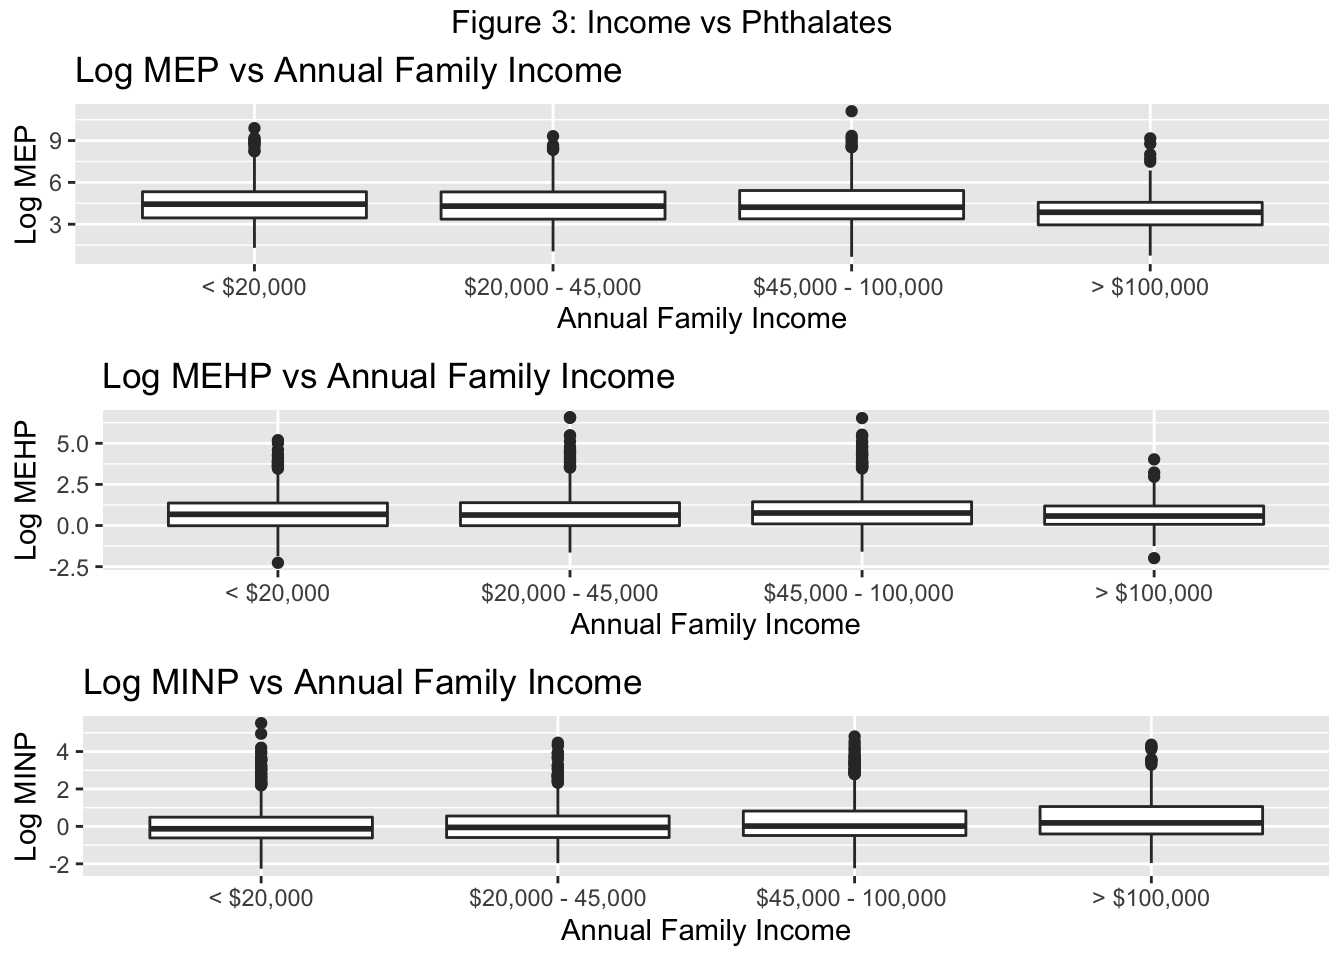 Figure 3: Income vs Phthalates
Log MEP vs Annual Family Income
Log MEP
9
6
3
< $20,000 $20,000 - 45,000 $45,000 - 100,000 > $100,000
Annual Family Income
Log MEHP vs Annual Family Income
Log MEHP
5.0
2.5
0.0
-2.5
< $20,000 $20,000 - 45,000 $45,000 - 100,000 > $100,000
Annual Family Income
Log MINP vs Annual Family Income
Log MINP
4
2
0
-2
< $20,000 $20,000 - 45,000 $45,000 - 100,000 > $100,000
Annual Family Income